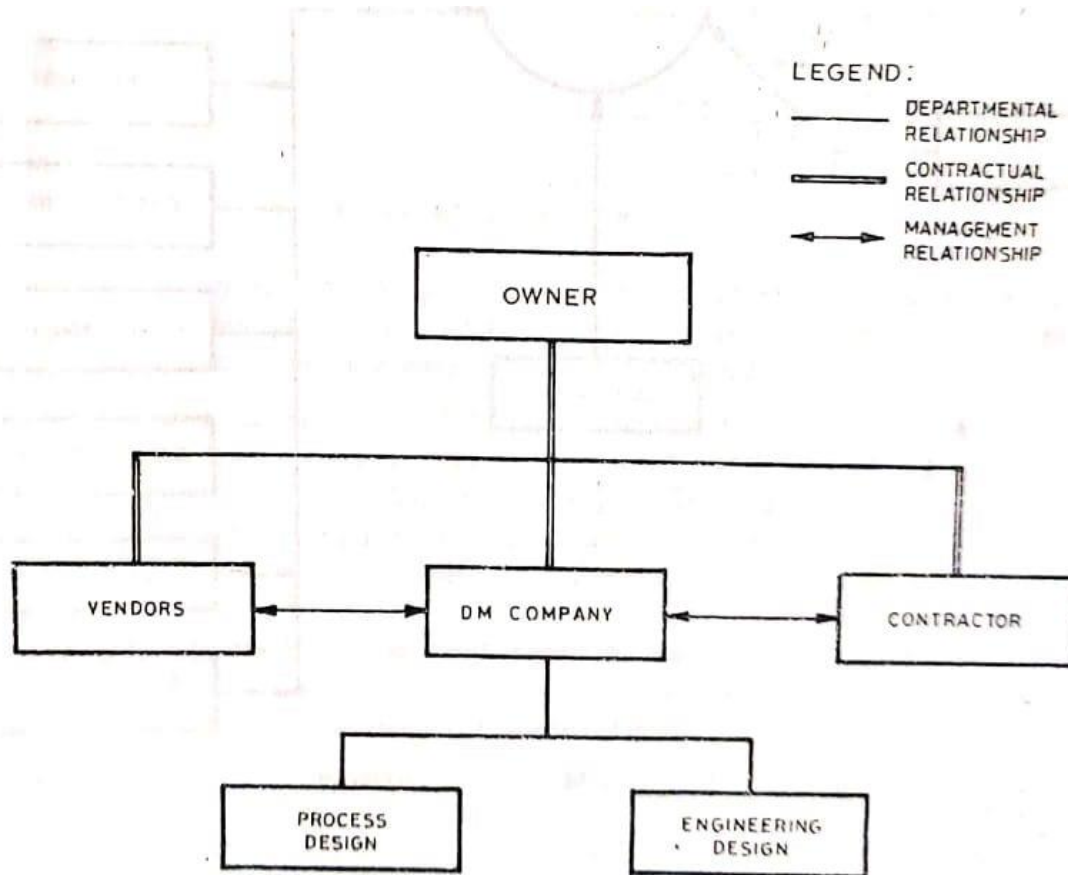 LEGEND:
DEPARTMENTAL
RELATIONSHIP
CONTRACTUAL
RELATIONSHIP
MANAGEMENT
RELATIONSHIP
OWNER
VENDORS
DM COMPANY
CONTRACTOR
PROCESS
DESIGN
ENGINEERING
DESIGN